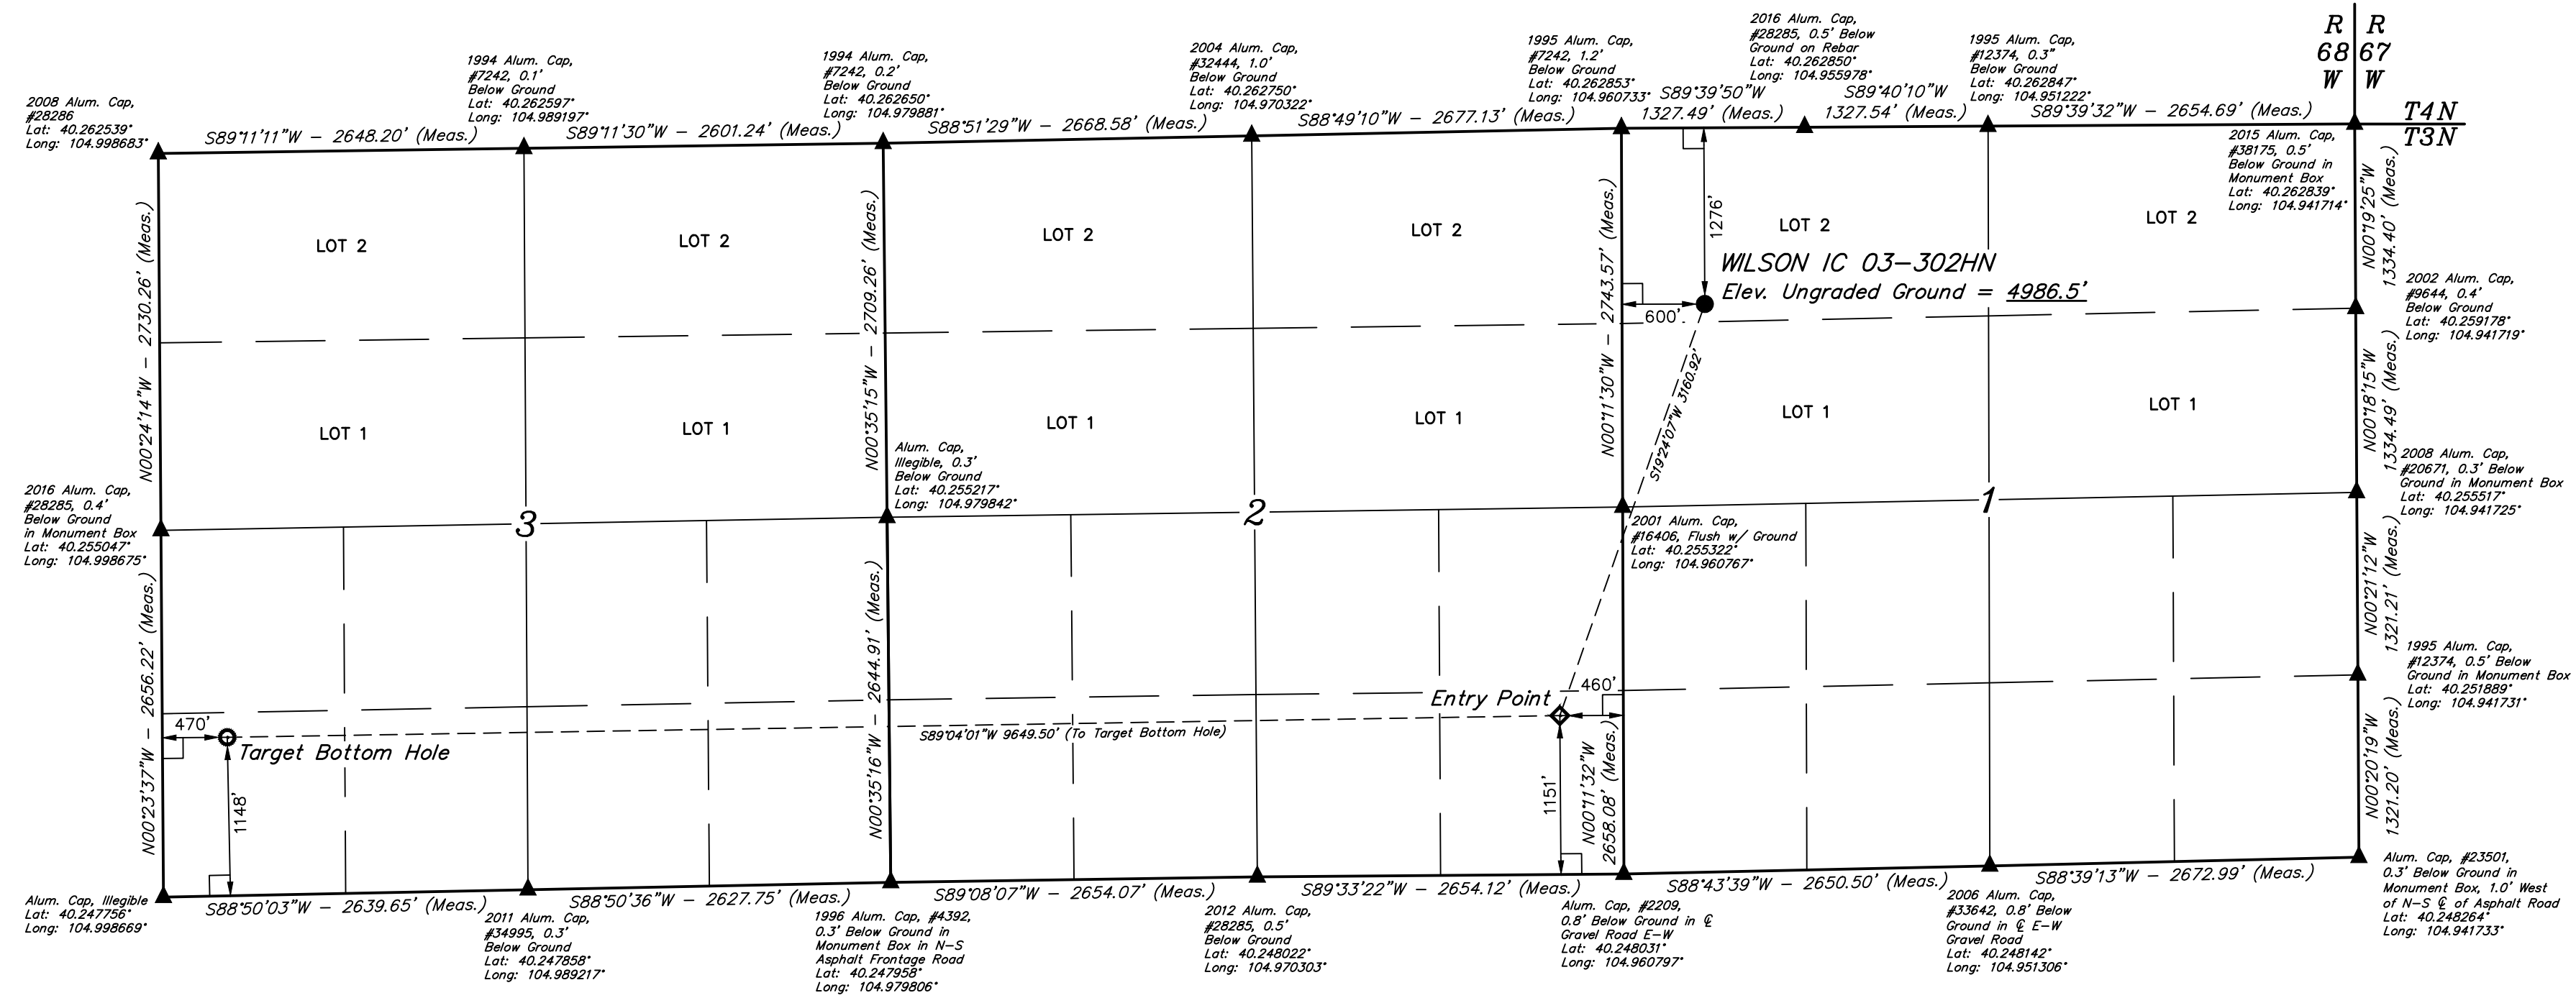 2008 Alum. Cap,
#28286
Lat: 40.262539°
Long: 104.998683°
1994 Alum. Cap,
#7242, 0.1'
Below Ground
Lat: 40.262597°
Long: 104.989197°
1994 Alum. Cap,
#7242, 0.2'
Below Ground
Lat: 40.262650°
Long: 104.979881°
2004 Alum. Cap,
#32444, 1.0'
Below Ground
Lat: 40.262750°
Long: 104.970322°
1995 Alum. Cap,
#7242, 1.2'
Below Ground
Lat: 40.262853°
Long: 104.960733°
2016 Alum. Cap,
#28285, 0.5' Below
Ground on Rebar
Lat: 40.262850°
Long: 104.955978°
1995 Alum. Cap,
#12374, 0.3"
Below Ground
Lat: 40.262847°
Long: 104.951222°
R R
68 67
W W
T4N
T3N
S89°11'11"W - 2648.20' (Meas.)
S89°11'30"W - 2601.24' (Meas.)
S88°51'29"W - 2668.58' (Meas.)
S88°49'10"W - 2677.13' (Meas.)
S89°39'50"W
1327.49' (Meas.)
S89°40'10"W
1327.54' (Meas.)
S89°39'32"W - 2654.69' (Meas.)
2015 Alum. Cap,
#38175, 0.5'
Below Ground in
Monument Box
Lat: 40.262839°
Long: 104.941714°
N00°24'14"W - 2730.26' (Meas.)
N00°35'15"W - 2709.26' (Meas.)
N00°11'30"W - 2743.57' (Meas.)
N00°19'25"W
1334.40' (Meas.)
LOT 2
LOT 2
LOT 2
LOT 2
LOT 2
LOT 2
1276'
WILSON IC 03-302HN
Elev. Ungraded Ground = 4986.5'
600'
2002 Alum. Cap,
#9644, 0.4'
Below Ground
Lat: 40.259178°
Long: 104.941719°
S19°24'07"W 3160.92'
N00°18'15"W
1334.49' (Meas.)
LOT 1
LOT 1
LOT 1
LOT 1
LOT 1
LOT 1
Alum. Cap,
Illegible, 0.3'
Below Ground
Lat: 40.255217°
Long: 104.979842°
2016 Alum. Cap,
#28285, 0.4'
Below Ground
in Monument Box
Lat: 40.255047°
Long: 104.998675°
2008 Alum. Cap,
#20671, 0.3' Below
Ground in Monument Box
Lat: 40.255517°
Long: 104.941725°
3
2
1
2001 Alum. Cap,
#16406, Flush w/ Ground
Lat: 40.255322°
Long: 104.960767°
N00°23'37"W - 2656.22' (Meas.)
N00°35'16"W - 2644.91' (Meas.)
N00°21'12"W
1321.21' (Meas.)
1995 Alum. Cap,
#12374, 0.5' Below
Ground in Monument Box
Lat: 40.251889°
Long: 104.941731°
Entry Point
460'
470'
Target Bottom Hole
S89°04'01"W 9649.50' (To Target Bottom Hole)
1148'
1151'
N00°11'32"W
2658.08' (Meas.)
N00°20'19"W
1321.20' (Meas.)
S88°50'03"W - 2639.65' (Meas.)
S88°50'36"W - 2627.75' (Meas.)
S89°08'07"W - 2654.07' (Meas.)
S89°33'22"W - 2654.12' (Meas.)
S88°43'39"W - 2650.50' (Meas.)
S88°39'13"W - 2672.99' (Meas.)
Alum. Cap, Illegible
Lat: 40.247756°
Long: 104.998669°
2011 Alum. Cap,
#34995, 0.3'
Below Ground
Lat: 40.247858°
Long: 104.989217°
1996 Alum. Cap, #4392,
0.3' Below Ground in
Monument Box in N-S
Asphalt Frontage Road
Lat: 40.247958°
Long: 104.979806°
2012 Alum. Cap,
#28285, 0.5'
Below Ground
Lat: 40.248022°
Long: 104.970303°
Alum. Cap, #2209,
0.8' Below Ground in ℄
Gravel Road E-W
Lat: 40.248031°
Long: 104.960797°
2006 Alum. Cap,
#33642, 0.8' Below
Ground in ℄ E-W
Gravel Road
Lat: 40.248142°
Long: 104.951306°
Alum. Cap, #23501,
0.3' Below Ground in
Monument Box, 1.0' West
of N-S ℄ of Asphalt Road
Lat: 40.248264°
Long: 104.941733°